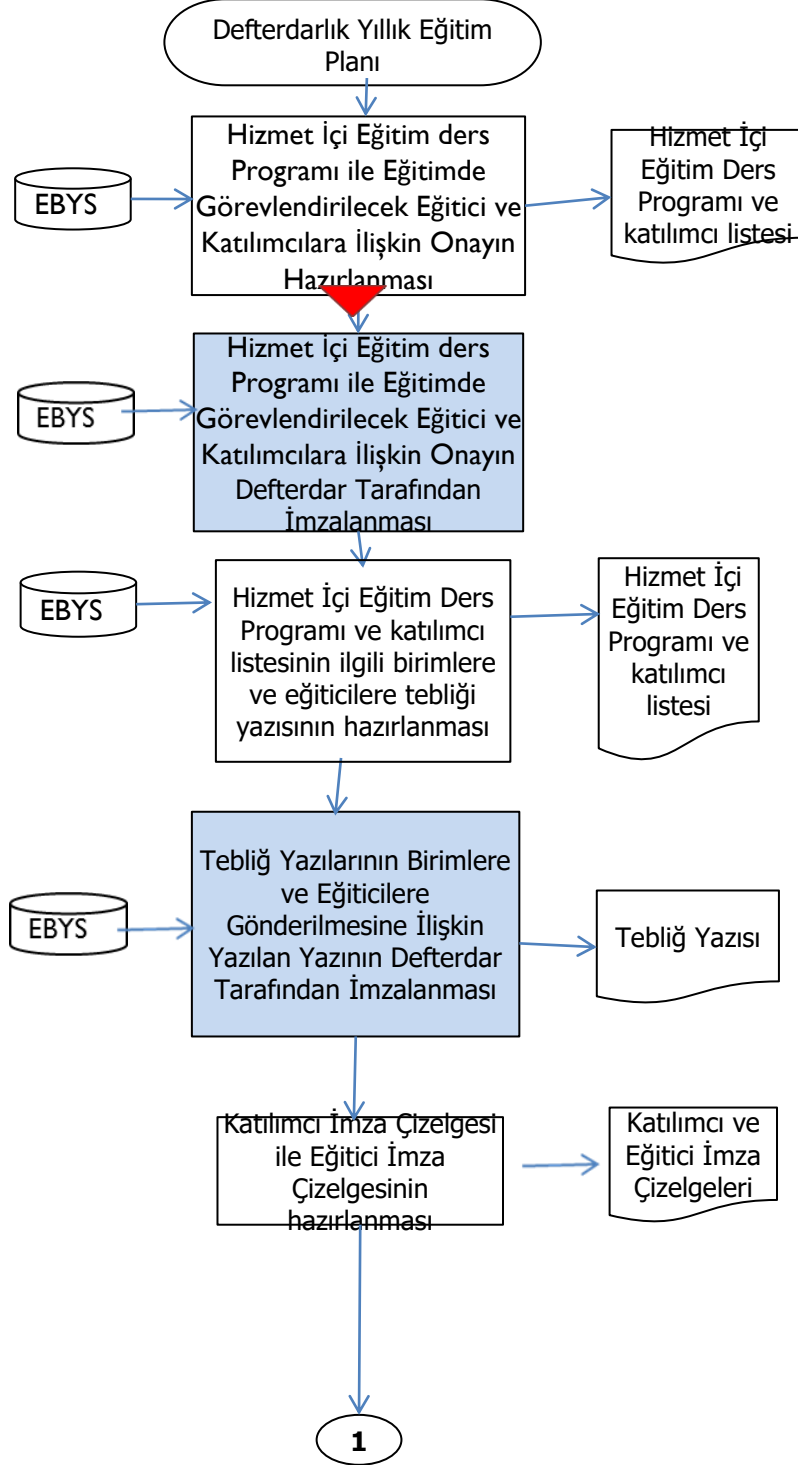 Defterdarlık Yıllık Eğitim
Planı
EBYS
Hizmet İçi Eğitim ders
Programı ile Eğitimde
Görevlendirilecek Eğitici ve
Katılımcılara İlişkin Onayın
Hazırlanması
Hizmet İçi
Eğitim Ders
Programı ve
katılımcı listesi
EBYS
Hizmet İçi Eğitim ders
Programı ile Eğitimde
Görevlendirilecek Eğitici ve
Katılımcılara İlişkin Onayın
Defterdar Tarafından
İmzalanması
EBYS
Hizmet İçi Eğitim Ders
Programı ve katılımcı
listesinin ilgili birimlere
ve eğiticilere tebliği
yazısının hazırlanması
Hizmet İçi
Eğitim Ders
Programı ve
katılımcı
listesi
EBYS
Tebliğ Yazılarının Birimlere
ve Eğiticilere
Gönderilmesine İlişkin
Yazılan Yazının Defterdar
Tarafından İmzalanması
Tebliğ Yazısı
Katılımcı İmza Çizelgesi
ile Eğitici İmza
Çizelgesinin
hazırlanması
Katılımcı ve
Eğitici İmza
Çizelgeleri
1